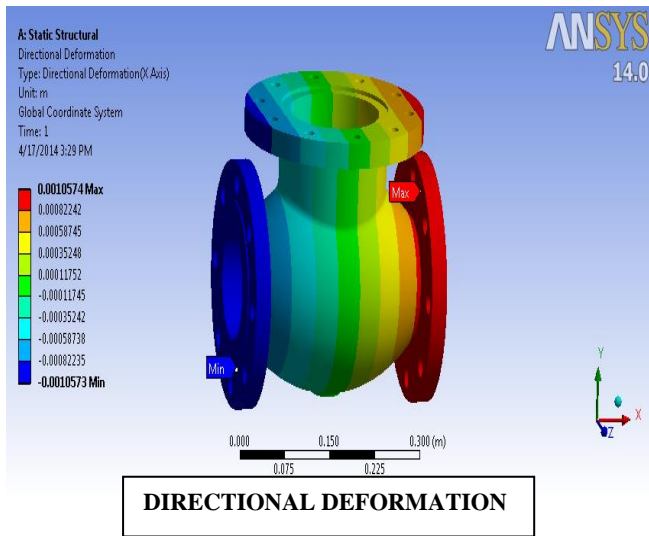 A: Static Structural
Directional Deformation
Type: Directional Deformation(X Axis)
Unit: m
Global Coordinate System
Time: 1
4/17/2014 3:29 PM
0.0010574 Max
0.00082242
0.00058745
0.00035248
0.00011752
-0.00011745
-0.00035242
-0.00058738
-0.00082235
-0.0010573 Min
ANSYS
14.0
Max
Min
0.000 0.150 0.300 (m)
0.075 0.225
Y
X
Z
DIRECTIONAL DEFORMATION